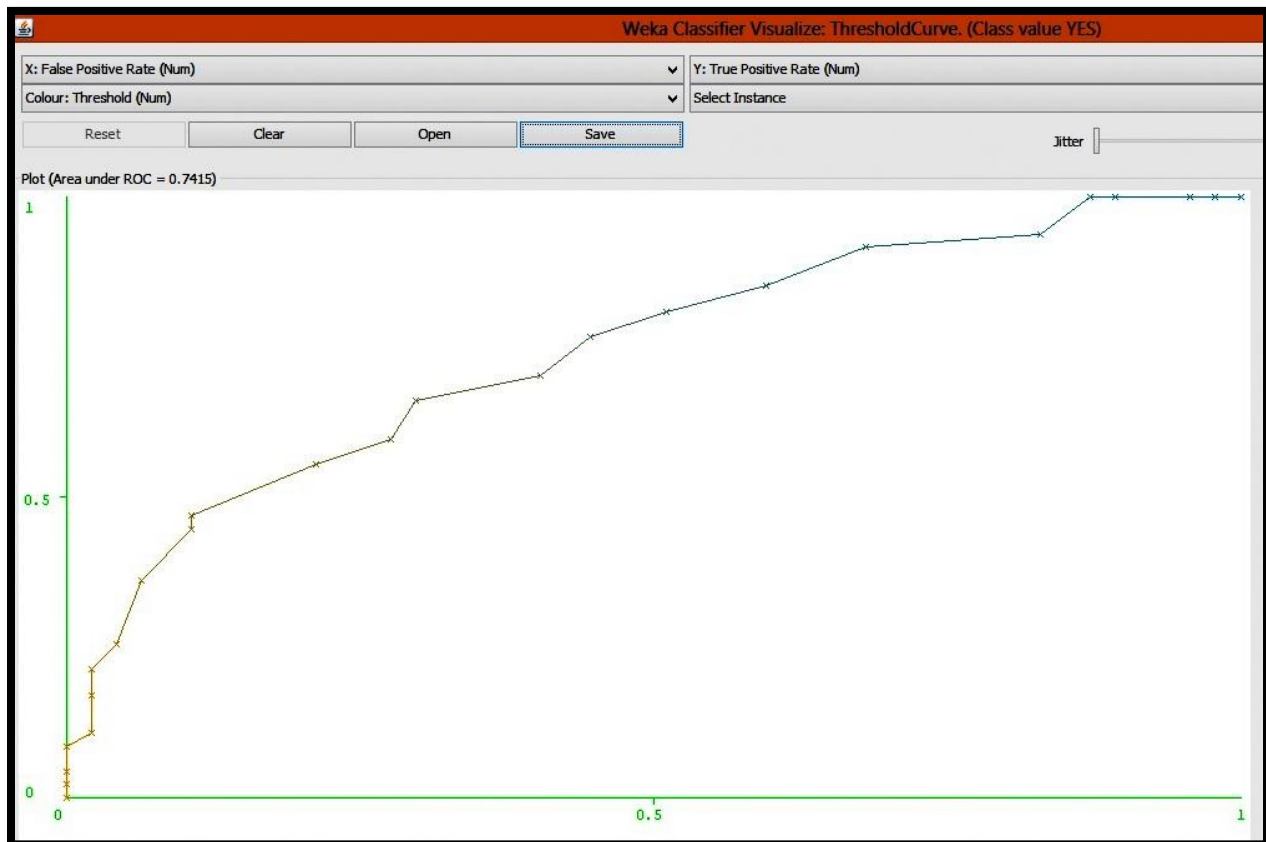 Weka Classifier Visualize: ThresholdCurve. (Class value YES)
X: False Positive Rate (Num) Y: True Positive Rate (Num)
Colour: Threshold (Num) Select Instance
Reset Clear Open Save Jitter
Plot (Area under ROC = 0.7415)
1
0.5
0
0 0.5 1